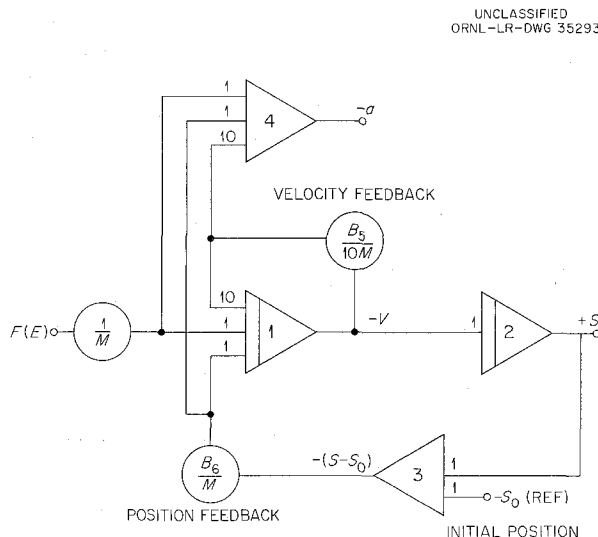 UNCLASSIFIED
ORNL-LR-DWG 35293
1
1
10
4
-a
VELOCITY FEEDBACK
B5
10M
F(E)
1
M
10
1
1
1
-V
1
2
+S
B6
M
-(S-S0)
3
1
1
-S0 (REF)
POSITION FEEDBACK
INITIAL POSITION